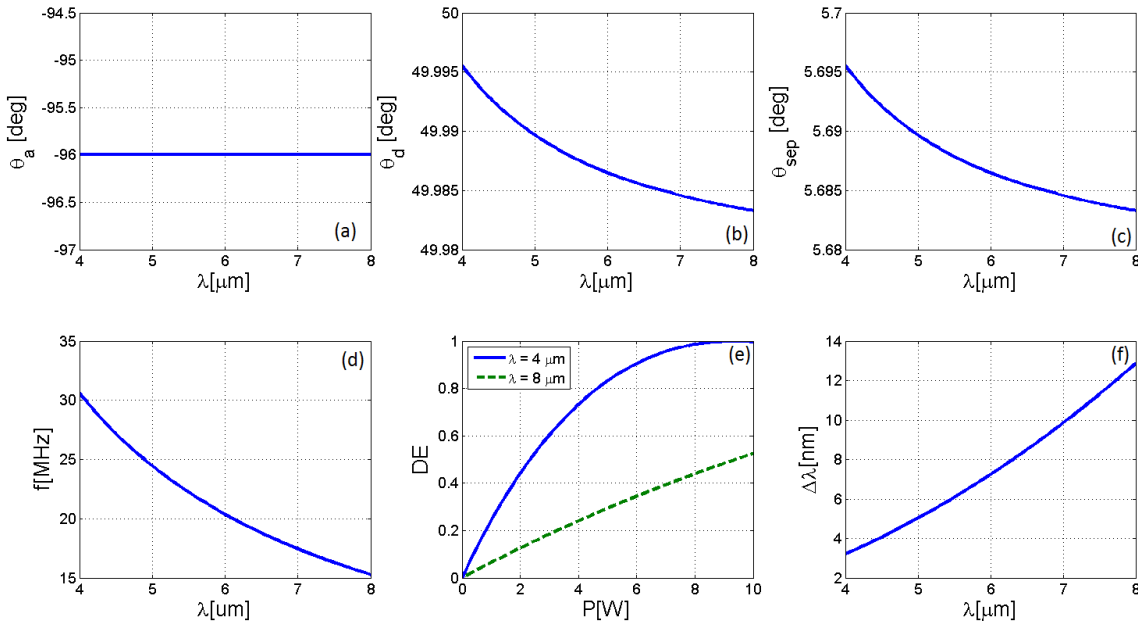 -94.5
-95
-95.5
-96
-96.5
-97
θa [deg]
4 5 6 7 8
λ[μm]
(a)
50
49.995
49.99
49.985
49.98
θd [deg]
4 5 6 7 8
λ[μm]
(b)
5.7
5.695
5.69
5.685
5.68
θsep [deg]
4 5 6 7 8
λ[μm]
(c)
35
30
25
20
15
f[MHz]
4 5 6 7 8
λ[um]
(d)
1
0.8
0.6
0.4
0.2
0
DE
λ = 4 μm
λ = 8 μm
0 2 4 6 8 10
P[W]
(e)
14
12
10
8
6
4
2
Δλ[nm]
4 5 6 7 8
λ[μm]
(f)